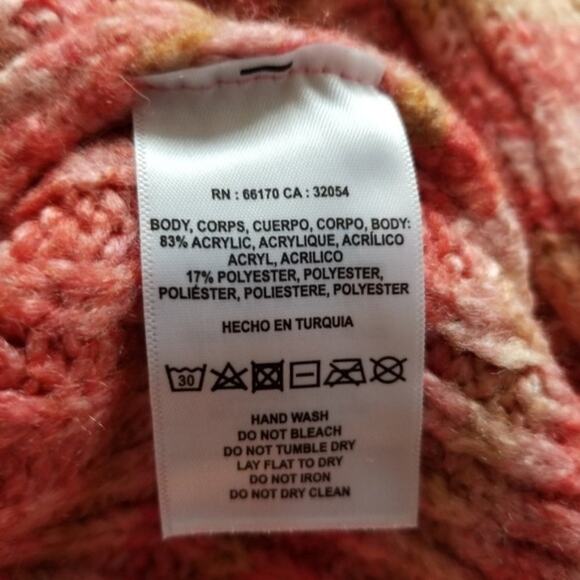 RN : 66170 CA : 32054
BODY, CORPS, CUERPO, CORPO, BODY:
83% ACRYLIC, ACRYLIQUE, ACRÍLICO
ACRYL, ACRILICO
17% POLYESTER, POLYESTER,
POLIÉSTER, POLIESTERE, POLYESTER
HECHO EN TURQUIA
30
HAND WASH
DO NOT BLEACH
DO NOT TUMBLE DRY
LAY FLAT TO DRY
DO NOT IRON
DO NOT DRY CLEAN